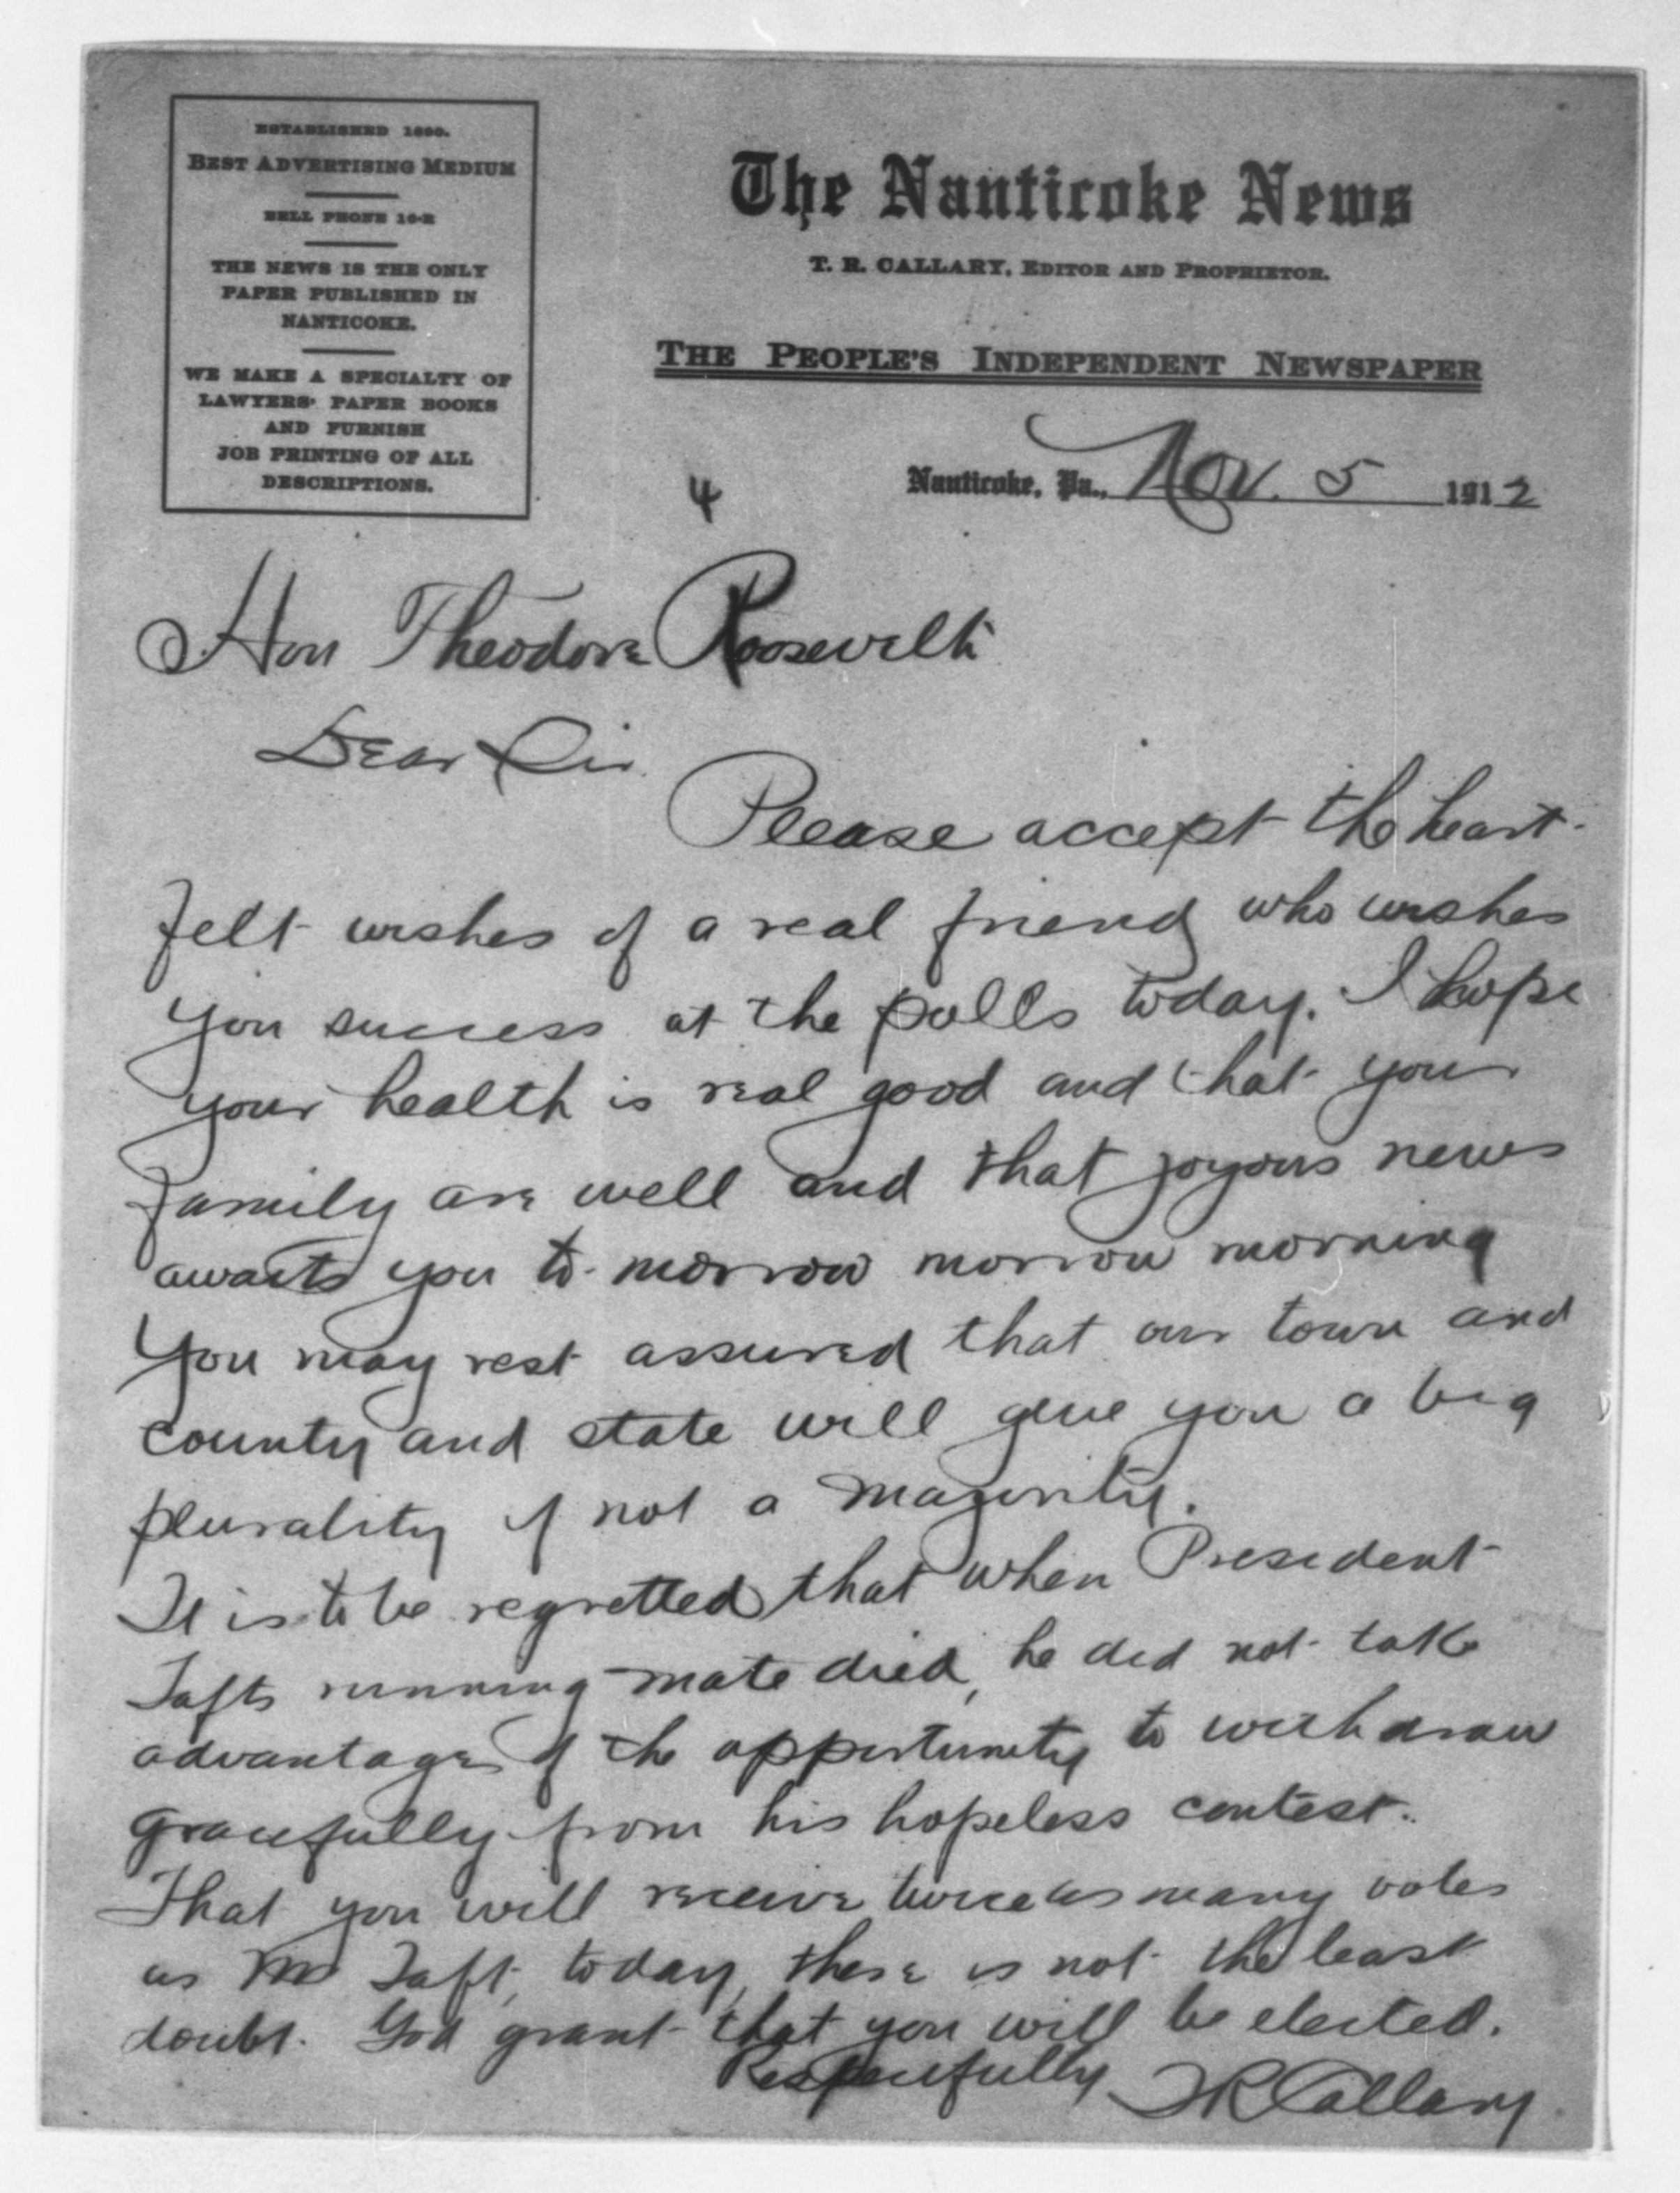 BEST ADVERTISING MEDIUM
BELL PHONE 16-R
THE NEWS IS THE ONLY
PAPER PUBLISHED IN
NANTICOKE.
WE MAKE A SPECIALTY OF
LAWYERS' PAPER BOOKS
AND FURNISH
JOB PRINTING OF ALL
DESCRIPTIONS.
The Nanticoke News
T. R. CALLARY, EDITOR AND PROPRIETOR.
THE PEOPLE'S INDEPENDENT NEWSPAPER
4
Nanticoke, Pa., Nov. 5 1912
Hon Theodore Roosevelt
Dear Sir.
Please accept the heart-
felt wishes of a real friend who wishes
you success at the polls today. I hope
your health is real good and that your
family are well and that joyous news
awaits you to-morrow morrow morning
You may rest assured that our town and
county and state will give you a big
plurality if not a majority.
It is to be regretted that when President
Tafts running mate died, he did not take
advantage of the opportunity to withdraw
gracefully from his hopeless contest.
That you will receive twice as many votes
as Mr Taft, today, there is not the least
doubt. God grant that you will be elected.
Respectfully TRCallary